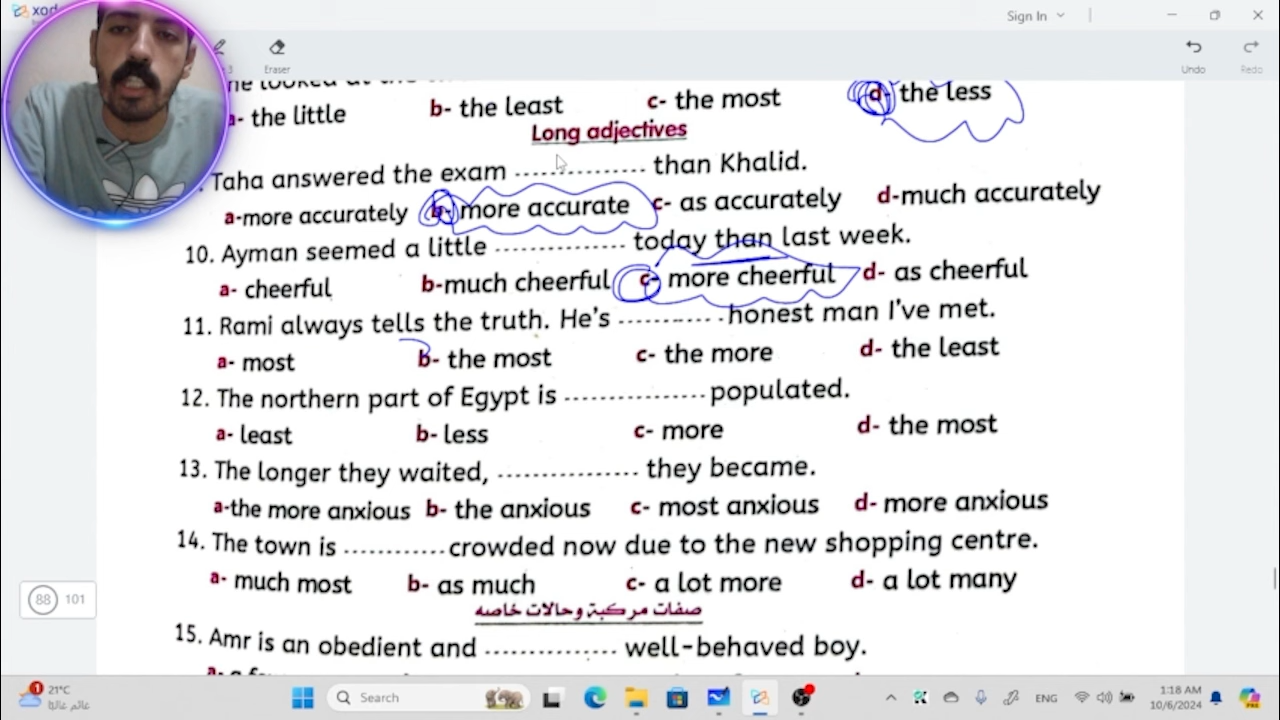 xod
Sign In
Eraser
Undo
Redo
a- the little b- the least c- the most d- the less
Long adjectives
Taha answered the exam .............. than Khalid.
a-more accurately b- more accurate c- as accurately d-much accurately
10. Ayman seemed a little .............. today than last week.
a- cheerful b-much cheerful c- more cheerful d- as cheerful
11. Rami always tells the truth. He's .............. honest man I've met.
a- most b- the most c- the more d- the least
12. The northern part of Egypt is ............... populated.
a- least b- less c- more d- the most
13. The longer they waited, ............... they became.
a-the more anxious b- the anxious c- most anxious d- more anxious
14. The town is ........... crowded now due to the new shopping centre.
a- much most b- as much c- a lot more d- a lot many
صفات مركبة وحالات خاصه
15. Amr is an obedient and .............. well-behaved boy.
88 101
1
21°C
غائم غالبًا
Search
ENG
1:18 AM
10/6/2024